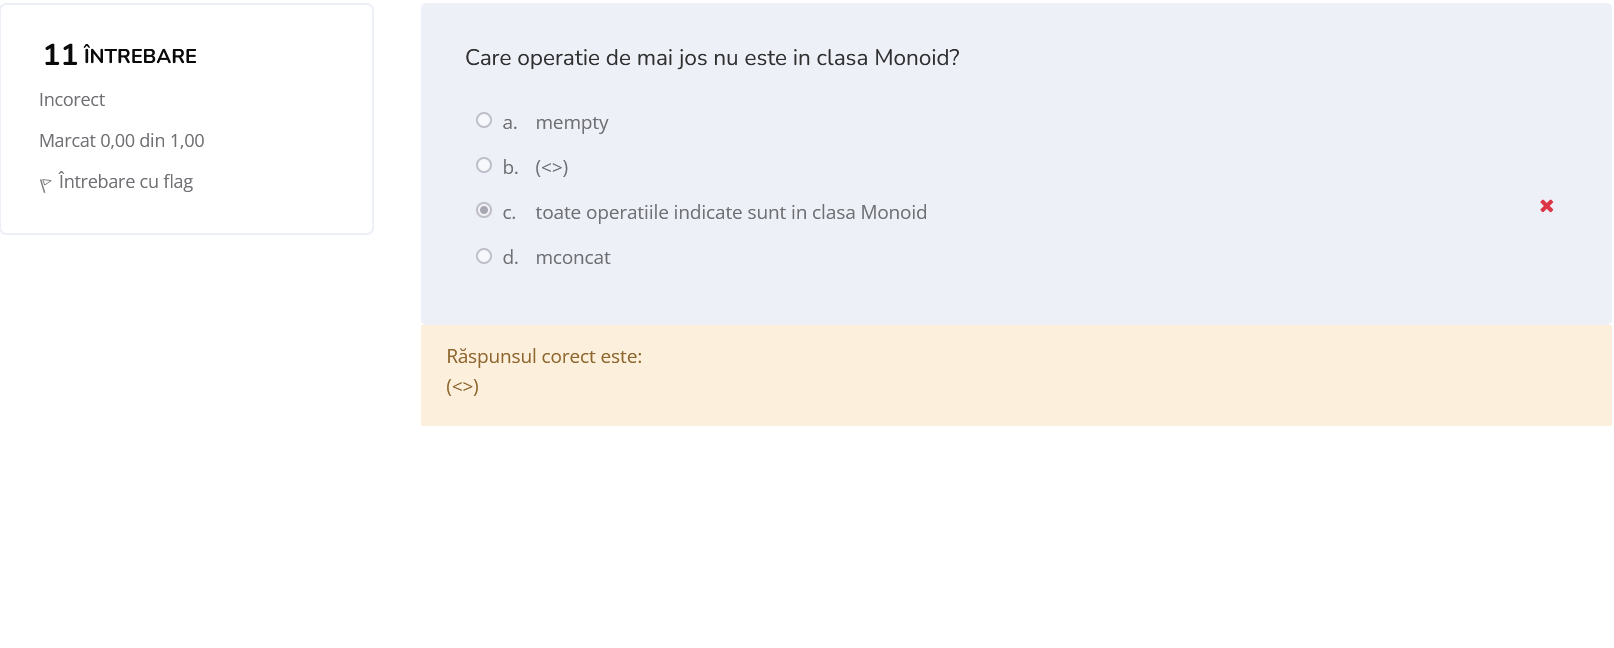 11 ÎNTREBARE
Incorect
Marcat 0,00 din 1,00
Întrebare cu flag
Care operatie de mai jos nu este in clasa Monoid?
a. mempty
b. (<>)
c. toate operatiile indicate sunt in clasa Monoid
d. mconcat
Răspunsul corect este:
(<>)